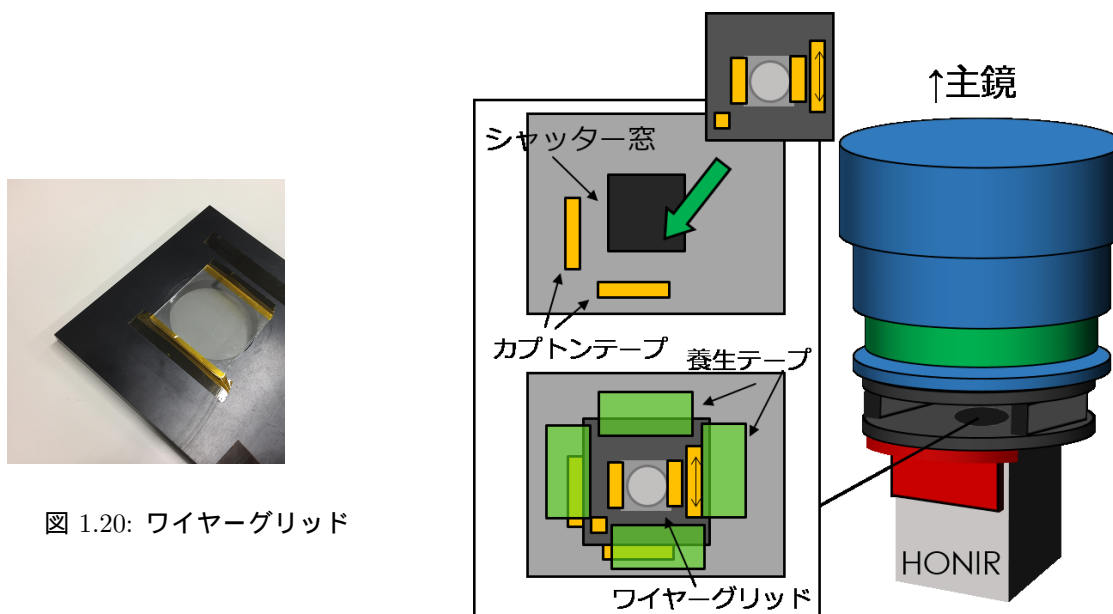 ↑主鏡
シャッター窓
カプトンテープ
養生テープ
図 1.20: ワイヤーグリッド
ワイヤーグリッド
HONIR